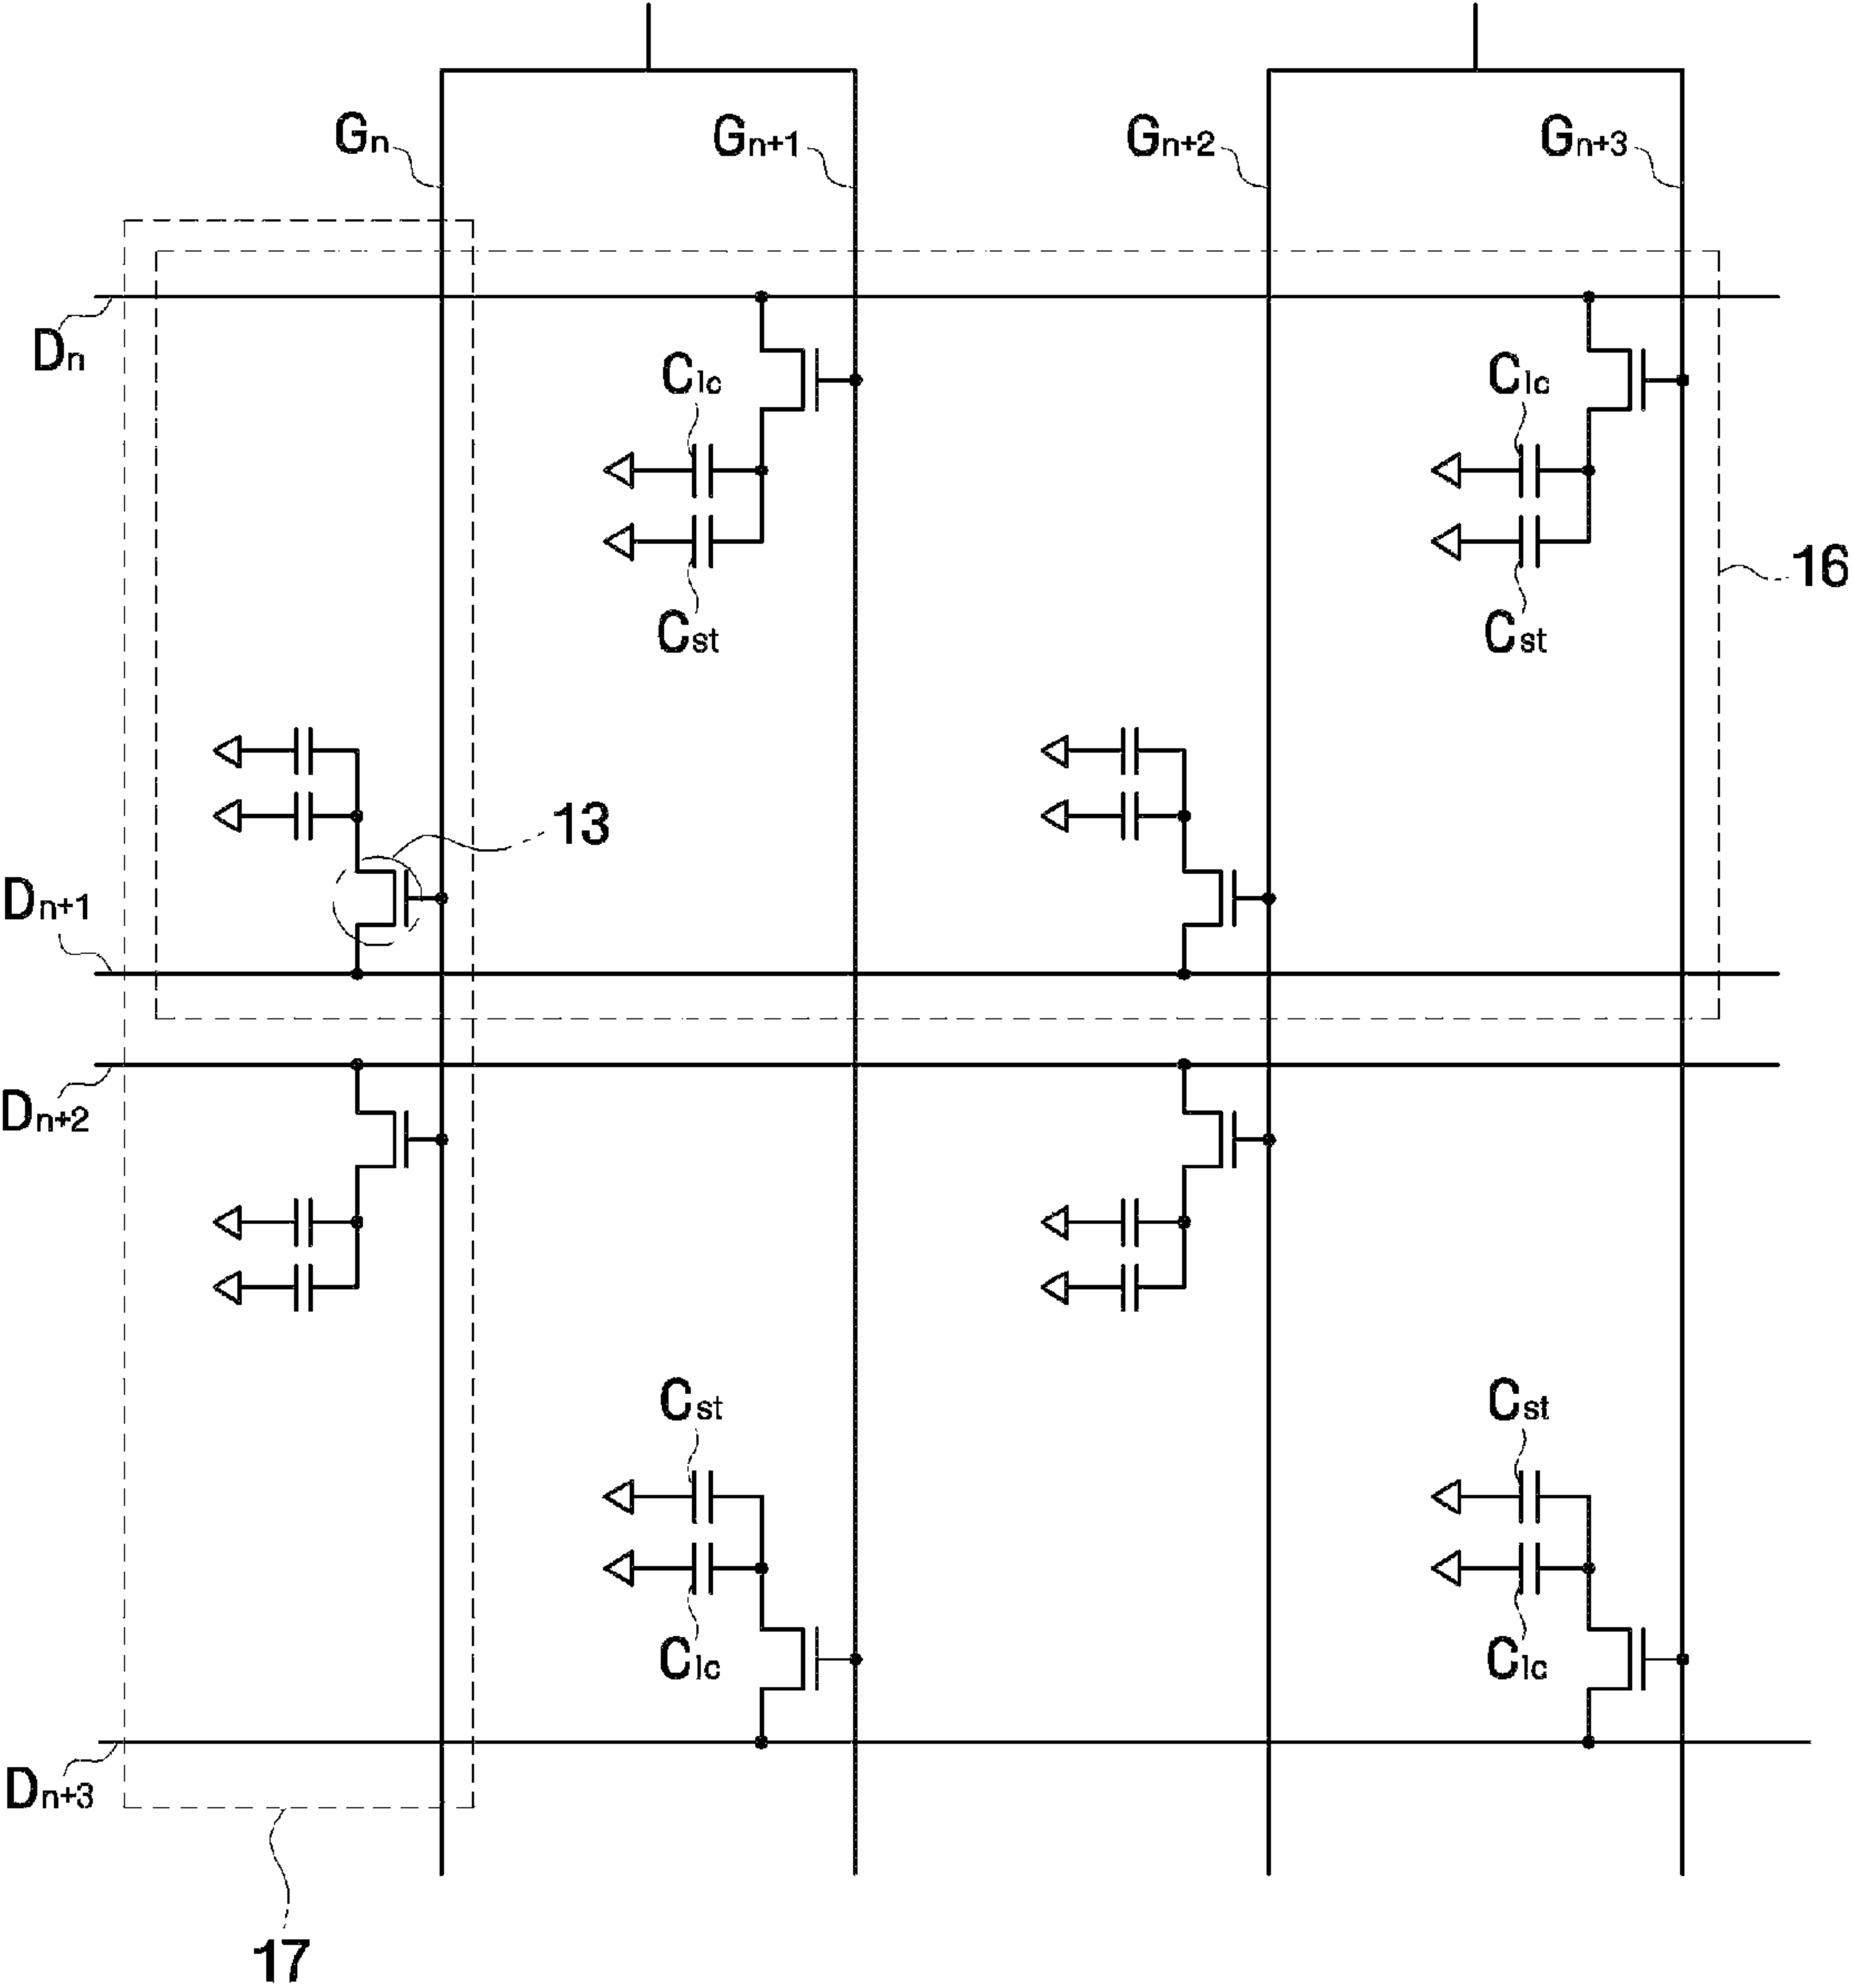 Gn Gn+1 Gn+2 Gn+3
Dn
Clc Clc
16
Cst Cst
13
Dn+1
Dn+2
Cst Cst
Clc Clc
Dn+3
17